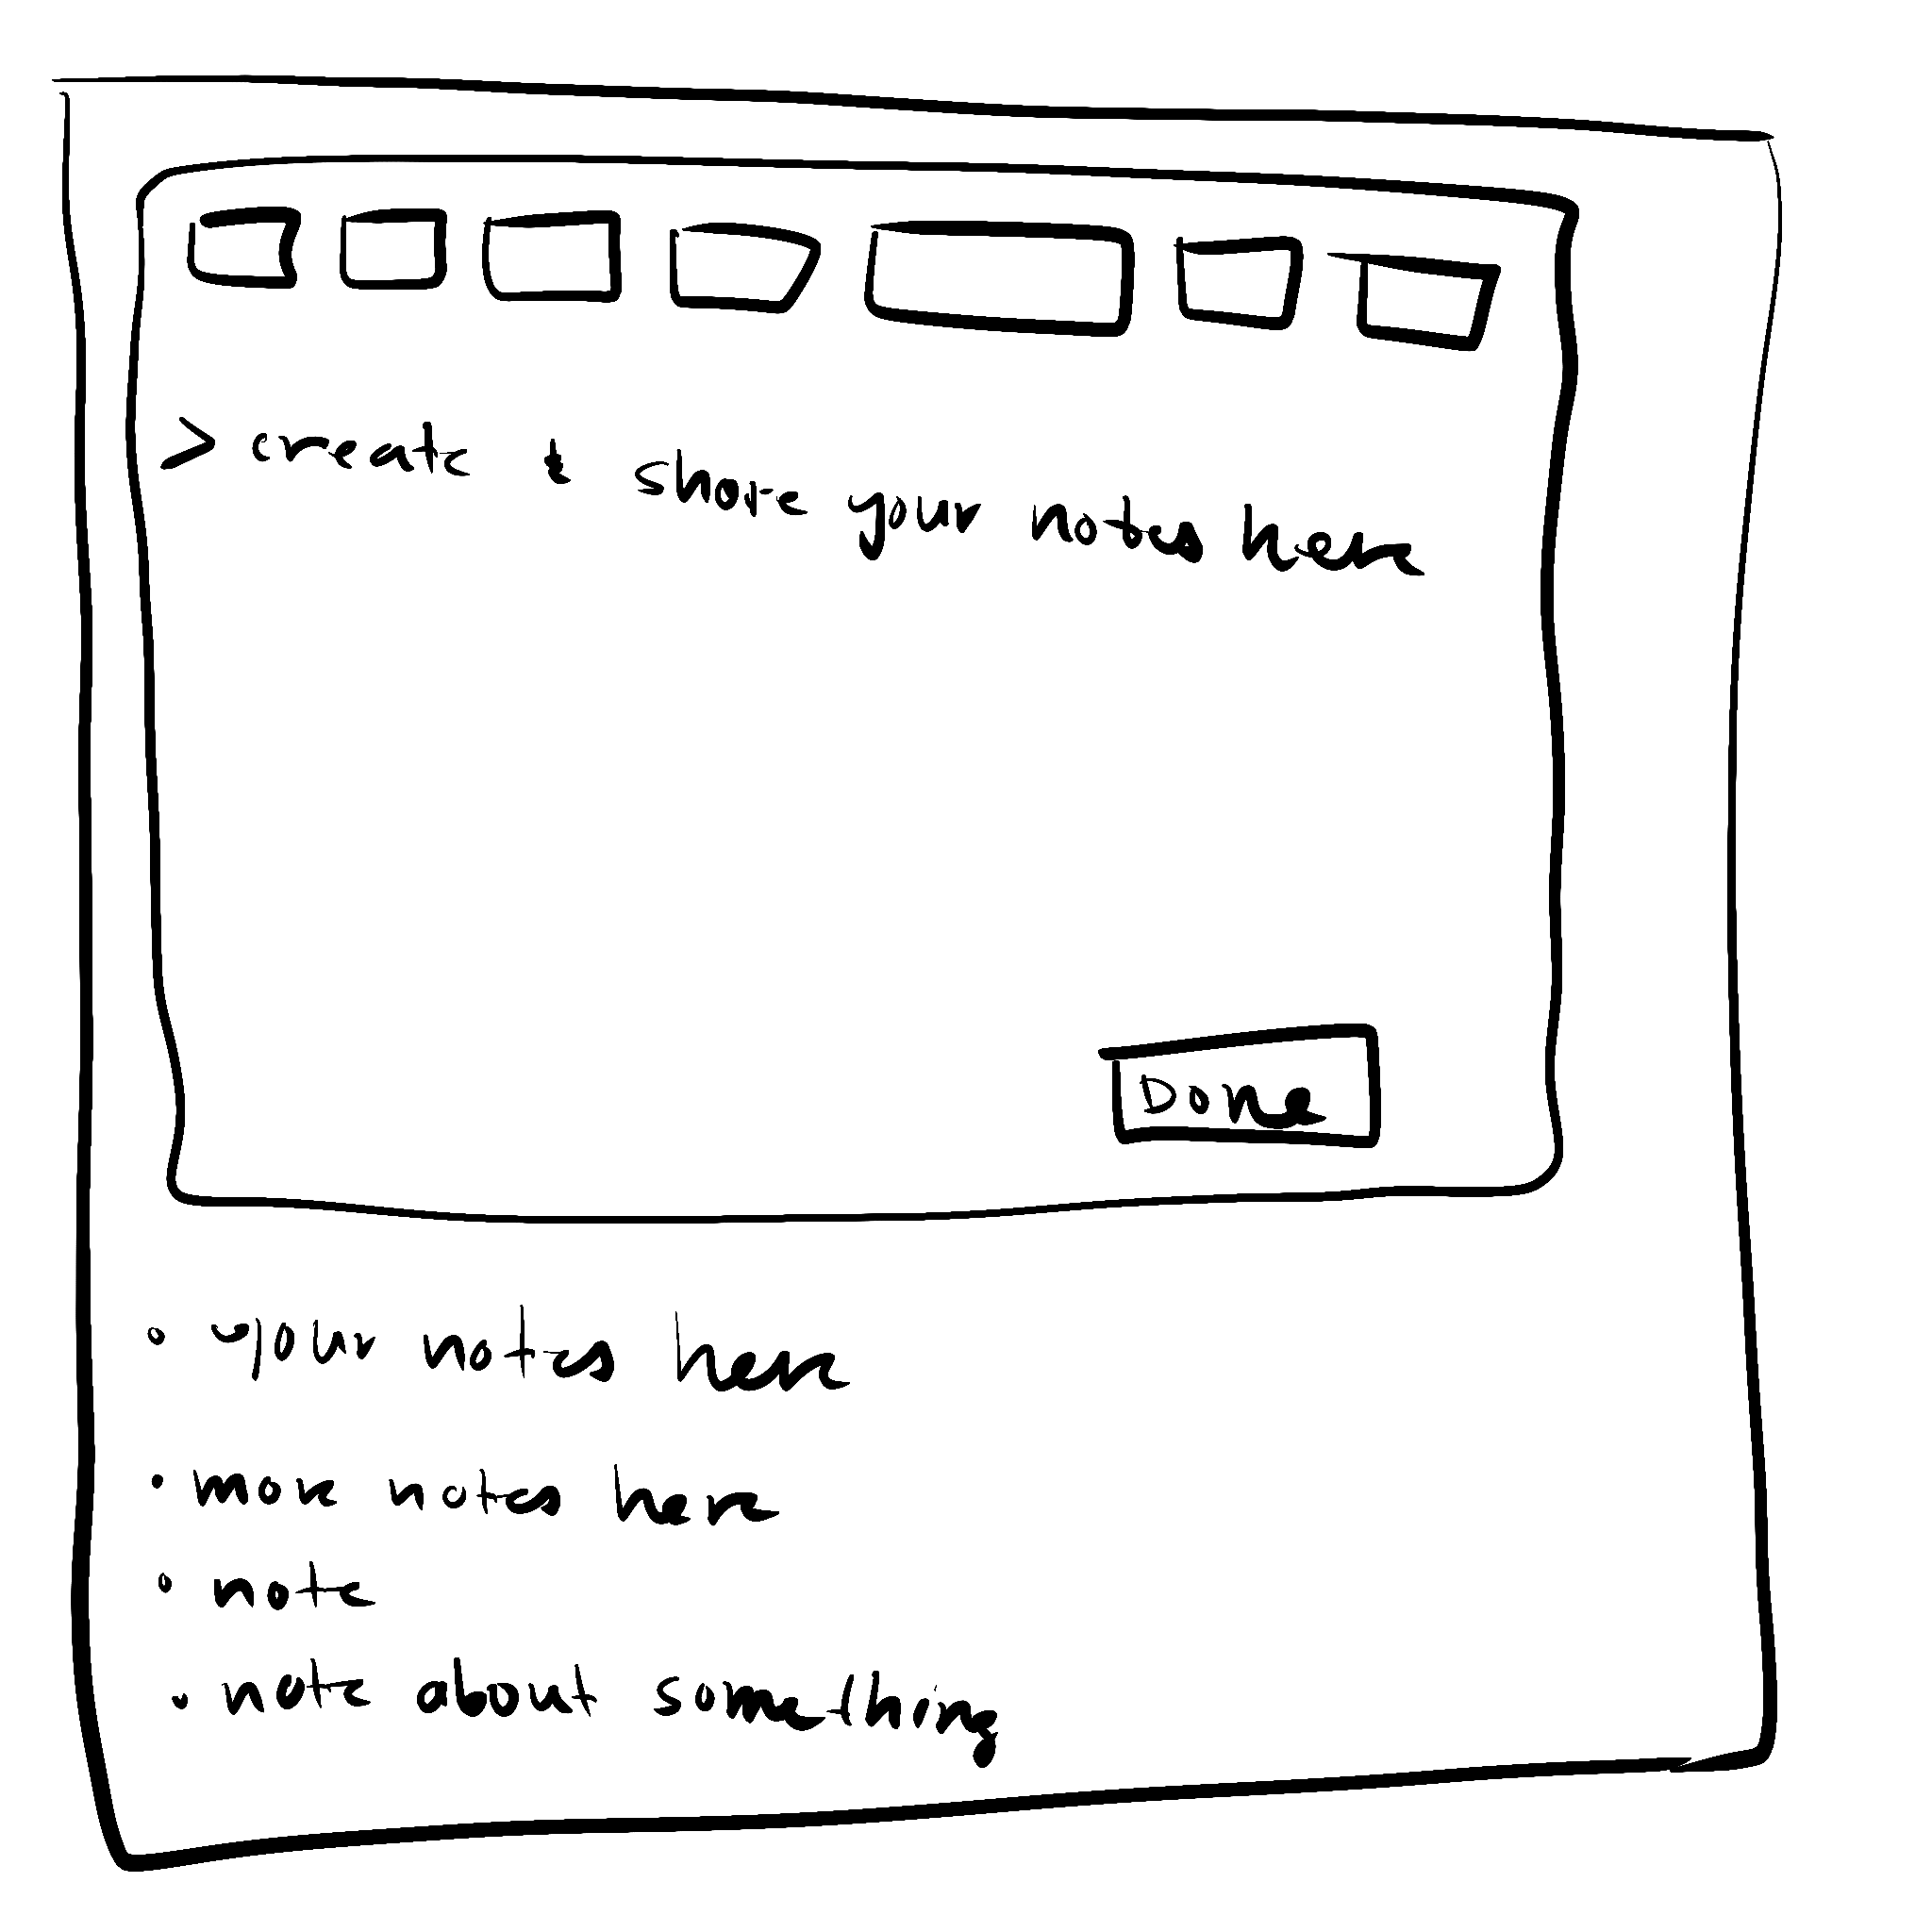 > create & share your notes here
Done
• your notes here
• more notes here
• note
• note about something